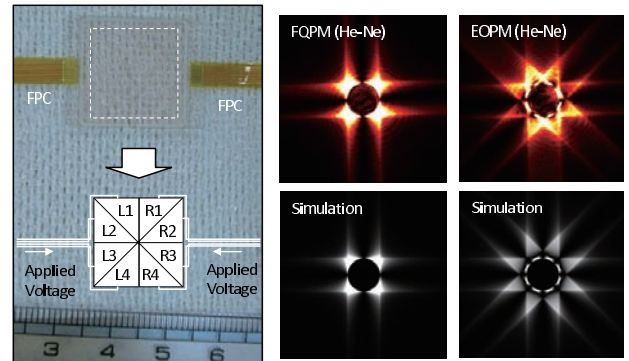 FPC
FPC
L1 R1
L2 R2
L3 R3
L4 R4
Applied
Voltage
Applied
Voltage
3 4 5 6
FQPM (He-Ne)
EOPM (He-Ne)
Simulation
Simulation